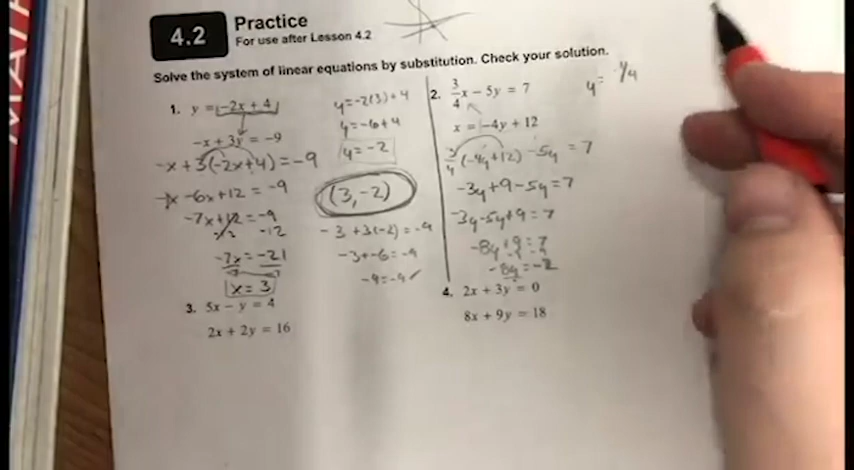 MATH
4.2
Practice
For use after Lesson 4.2
Solve the system of linear equations by substitution. Check your solution.
1. y = -2x + 4
-x + 3y = -9
-x + 3(-2x+4) = -9
-x -6x+12 = -9
-7x+12 = -9
-12 -12
-7x = -21
x = 3
y=-2(3)+4
y=-6+4
y=-2
(3,-2)
-3+3(-2)=-9
-3+-6=-9
-9=-9✓
2. 3/4x - 5y = 7
x = -4y + 12
3/4(-4y+12) -5y = 7
-3y+9-5y=7
-3y-5y+9=7
-8y+9=7
-9 -9
-8y=-2
y= 1/4
3. 5x - y = 4
2x + 2y = 16
4. 2x + 3y = 0
8x + 9y = 18